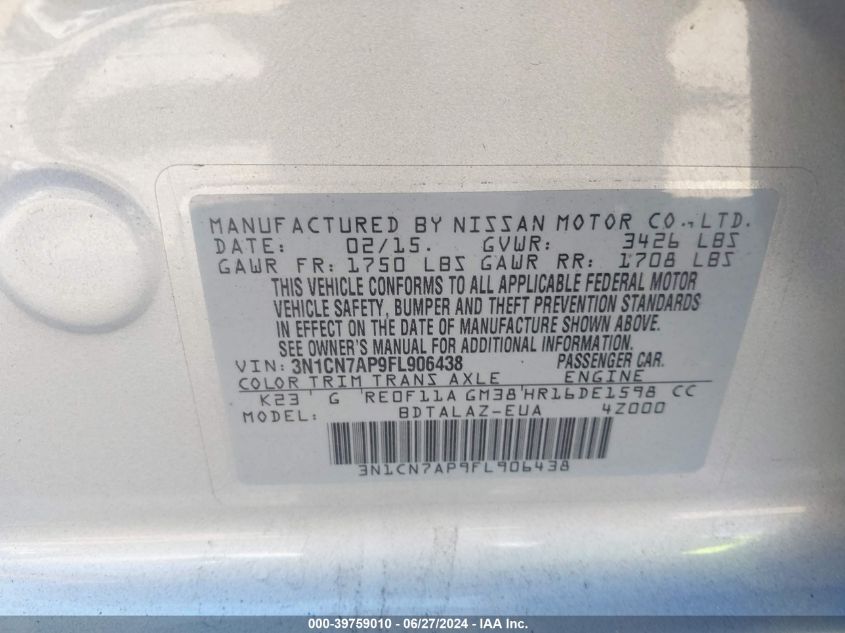 MANUFACTURED BY NISSAN MOTOR CO.,LTD.
DATE: 02/15. GVWR: 3426 LBS
GAWR FR: 1750 LBS GAWR RR: 1708 LBS
THIS VEHICLE CONFORMS TO ALL APPLICABLE FEDERAL MOTOR
VEHICLE SAFETY, BUMPER AND THEFT PREVENTION STANDARDS
IN EFFECT ON THE DATE OF MANUFACTURE SHOWN ABOVE.
SEE OWNER'S MANUAL FOR ADDITIONAL INFORMATION.
VIN: 3N1CN7AP9FL906438 PASSENGER CAR.
COLOR TRIM TRANS AXLE ENGINE
K23 G RE0F11A GM38 HR16DE1598 CC
MODEL: BDTALAZ-EUA 4Z000
3N1CN7AP9FL906438
000-39759010 - 06/27/2024 - IAA Inc.